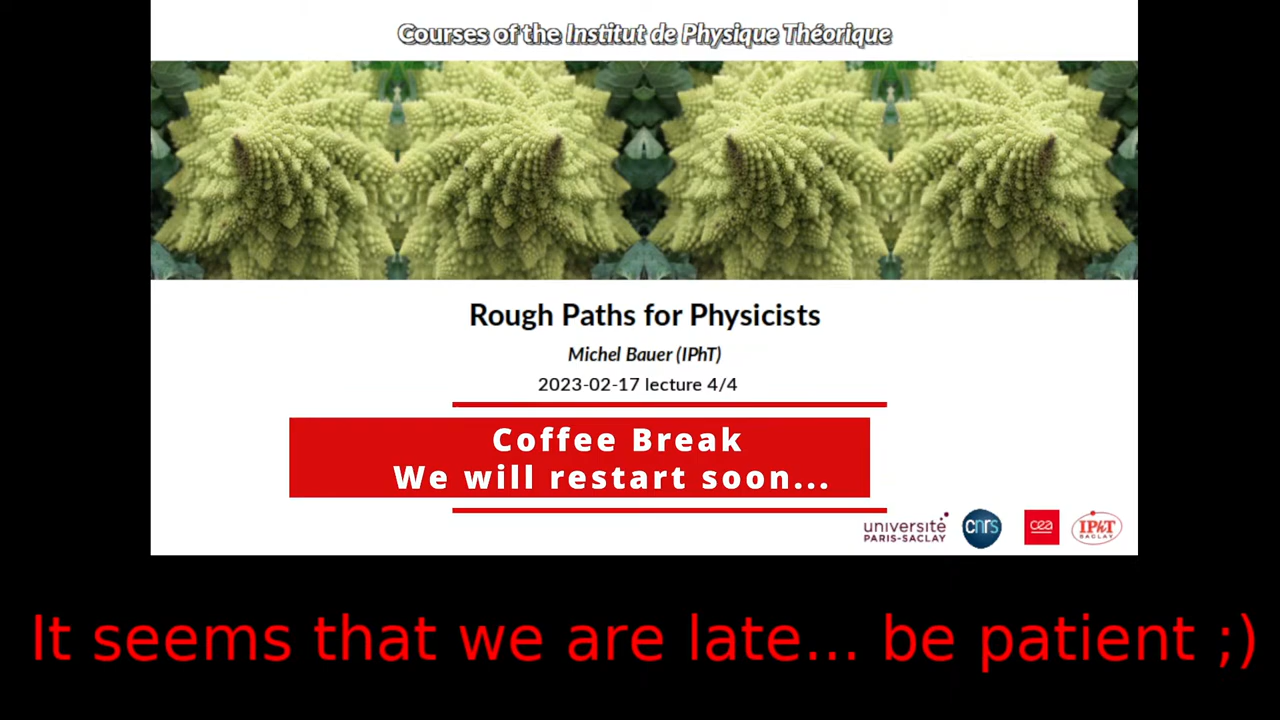 Courses of the Institut de Physique Théorique
Rough Paths for Physicists
Michel Bauer (IPhT)
2023-02-17 lecture 4/4
Coffee Break
We will restart soon...
université
PARIS-SACLAY
cnrs
cea
IPhT
SACLAY
It seems that we are late... be patient ;)